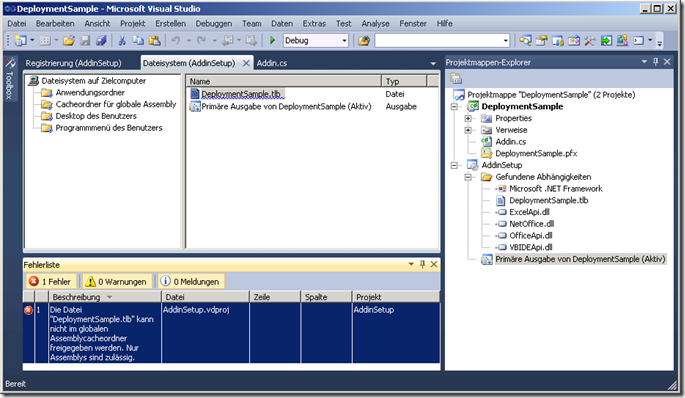 DeploymentSample - Microsoft Visual Studio
Datei Bearbeiten Ansicht Projekt Erstellen Debuggen Team Daten Extras Test Analyse Fenster Hilfe
Debug
Toolbox
Registrierung (AddinSetup) Dateisystem (AddinSetup) Addin.cs
Dateisystem auf Zielcomputer
Anwendungsordner
Cacheordner für globale Assembly
Desktop des Benutzers
Programmmenü des Benutzers
Name Typ
DeploymentSample.tlb Datei
Primäre Ausgabe von DeploymentSample (Aktiv) Ausgabe
Projektmappen-Explorer
Projektmappe "DeploymentSample" (2 Projekte)
DeploymentSample
Properties
Verweise
Addin.cs
DeploymentSample.pfx
AddinSetup
Gefundene Abhängigkeiten
Microsoft .NET Framework
DeploymentSample.tlb
ExcelApi.dll
NetOffice.dll
OfficeApi.dll
VBIDEApi.dll
Primäre Ausgabe von DeploymentSample (Aktiv)
Fehlerliste
1 Fehler 0 Warnungen 0 Meldungen
Beschreibung Datei Zeile Spalte Projekt
1 Die Datei AddinSetup.vdproj AddinSetup
"DeploymentSample.tlb" kann
nicht im globalen
Assemblycacheordner
freigegeben werden. Nur
Assemblys sind zulässig.
Bereit